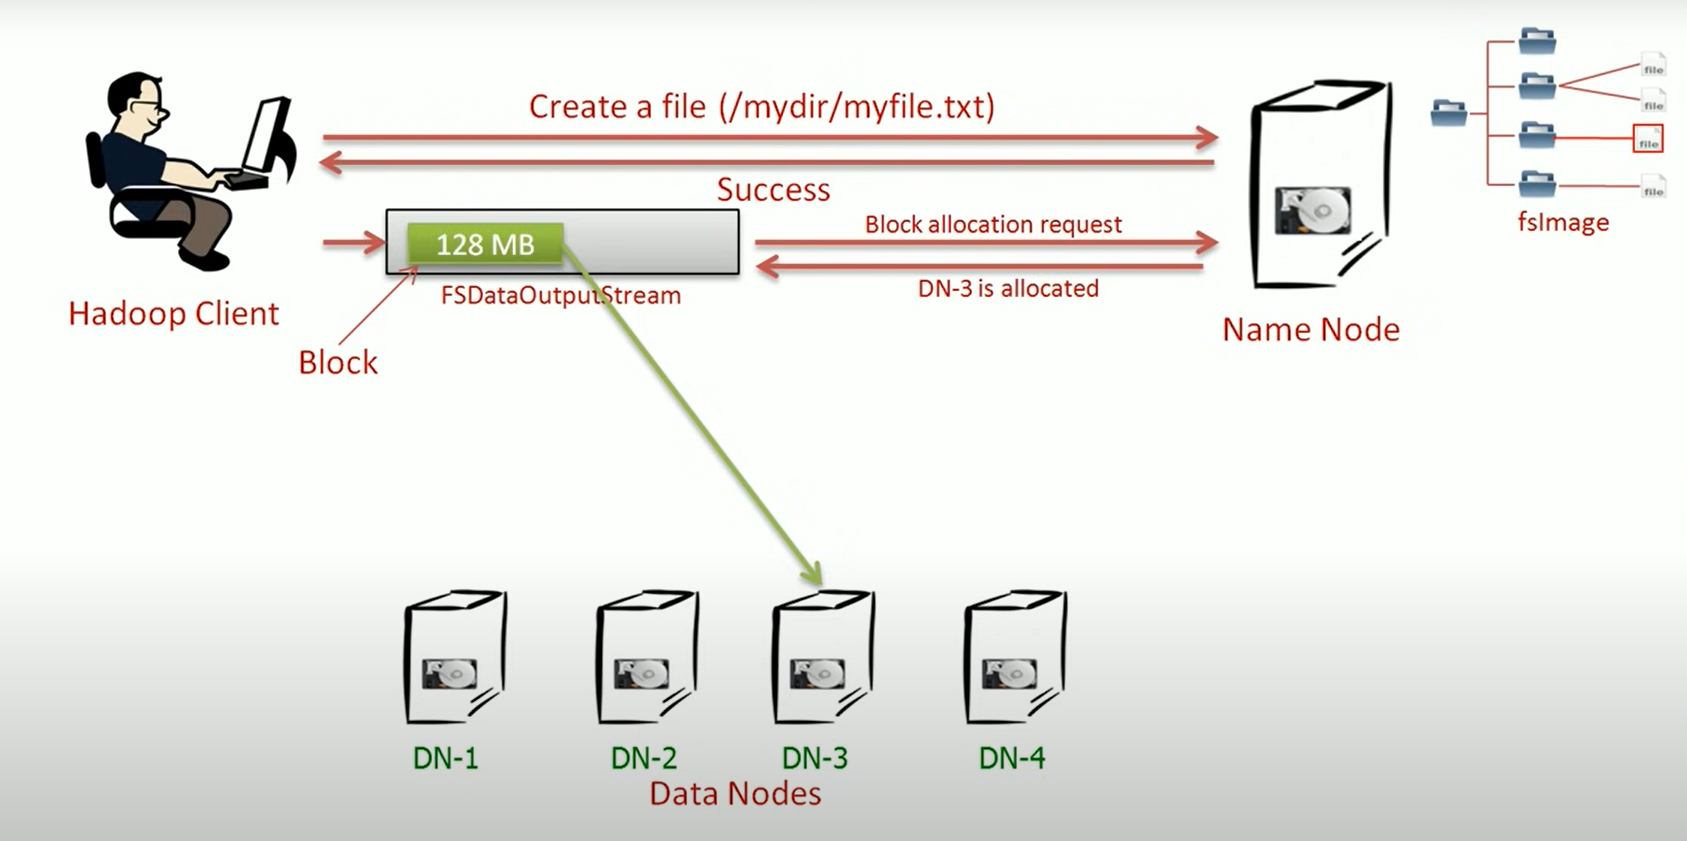 Create a file (/mydir/myfile.txt)
Success
file
file
file
file
fsImage
128 MB
Block allocation request
DN-3 is allocated
FSDataOutputStream
Hadoop Client
Block
Name Node
DN-1
DN-2
DN-3
DN-4
Data Nodes